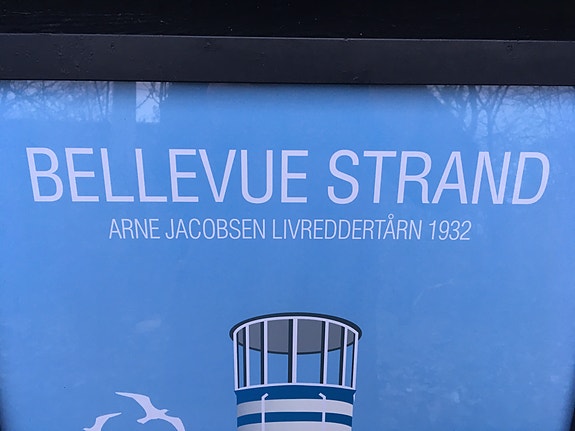 BELLEVUE STRAND
ARNE JACOBSEN LIVREDDERTÅRN 1932